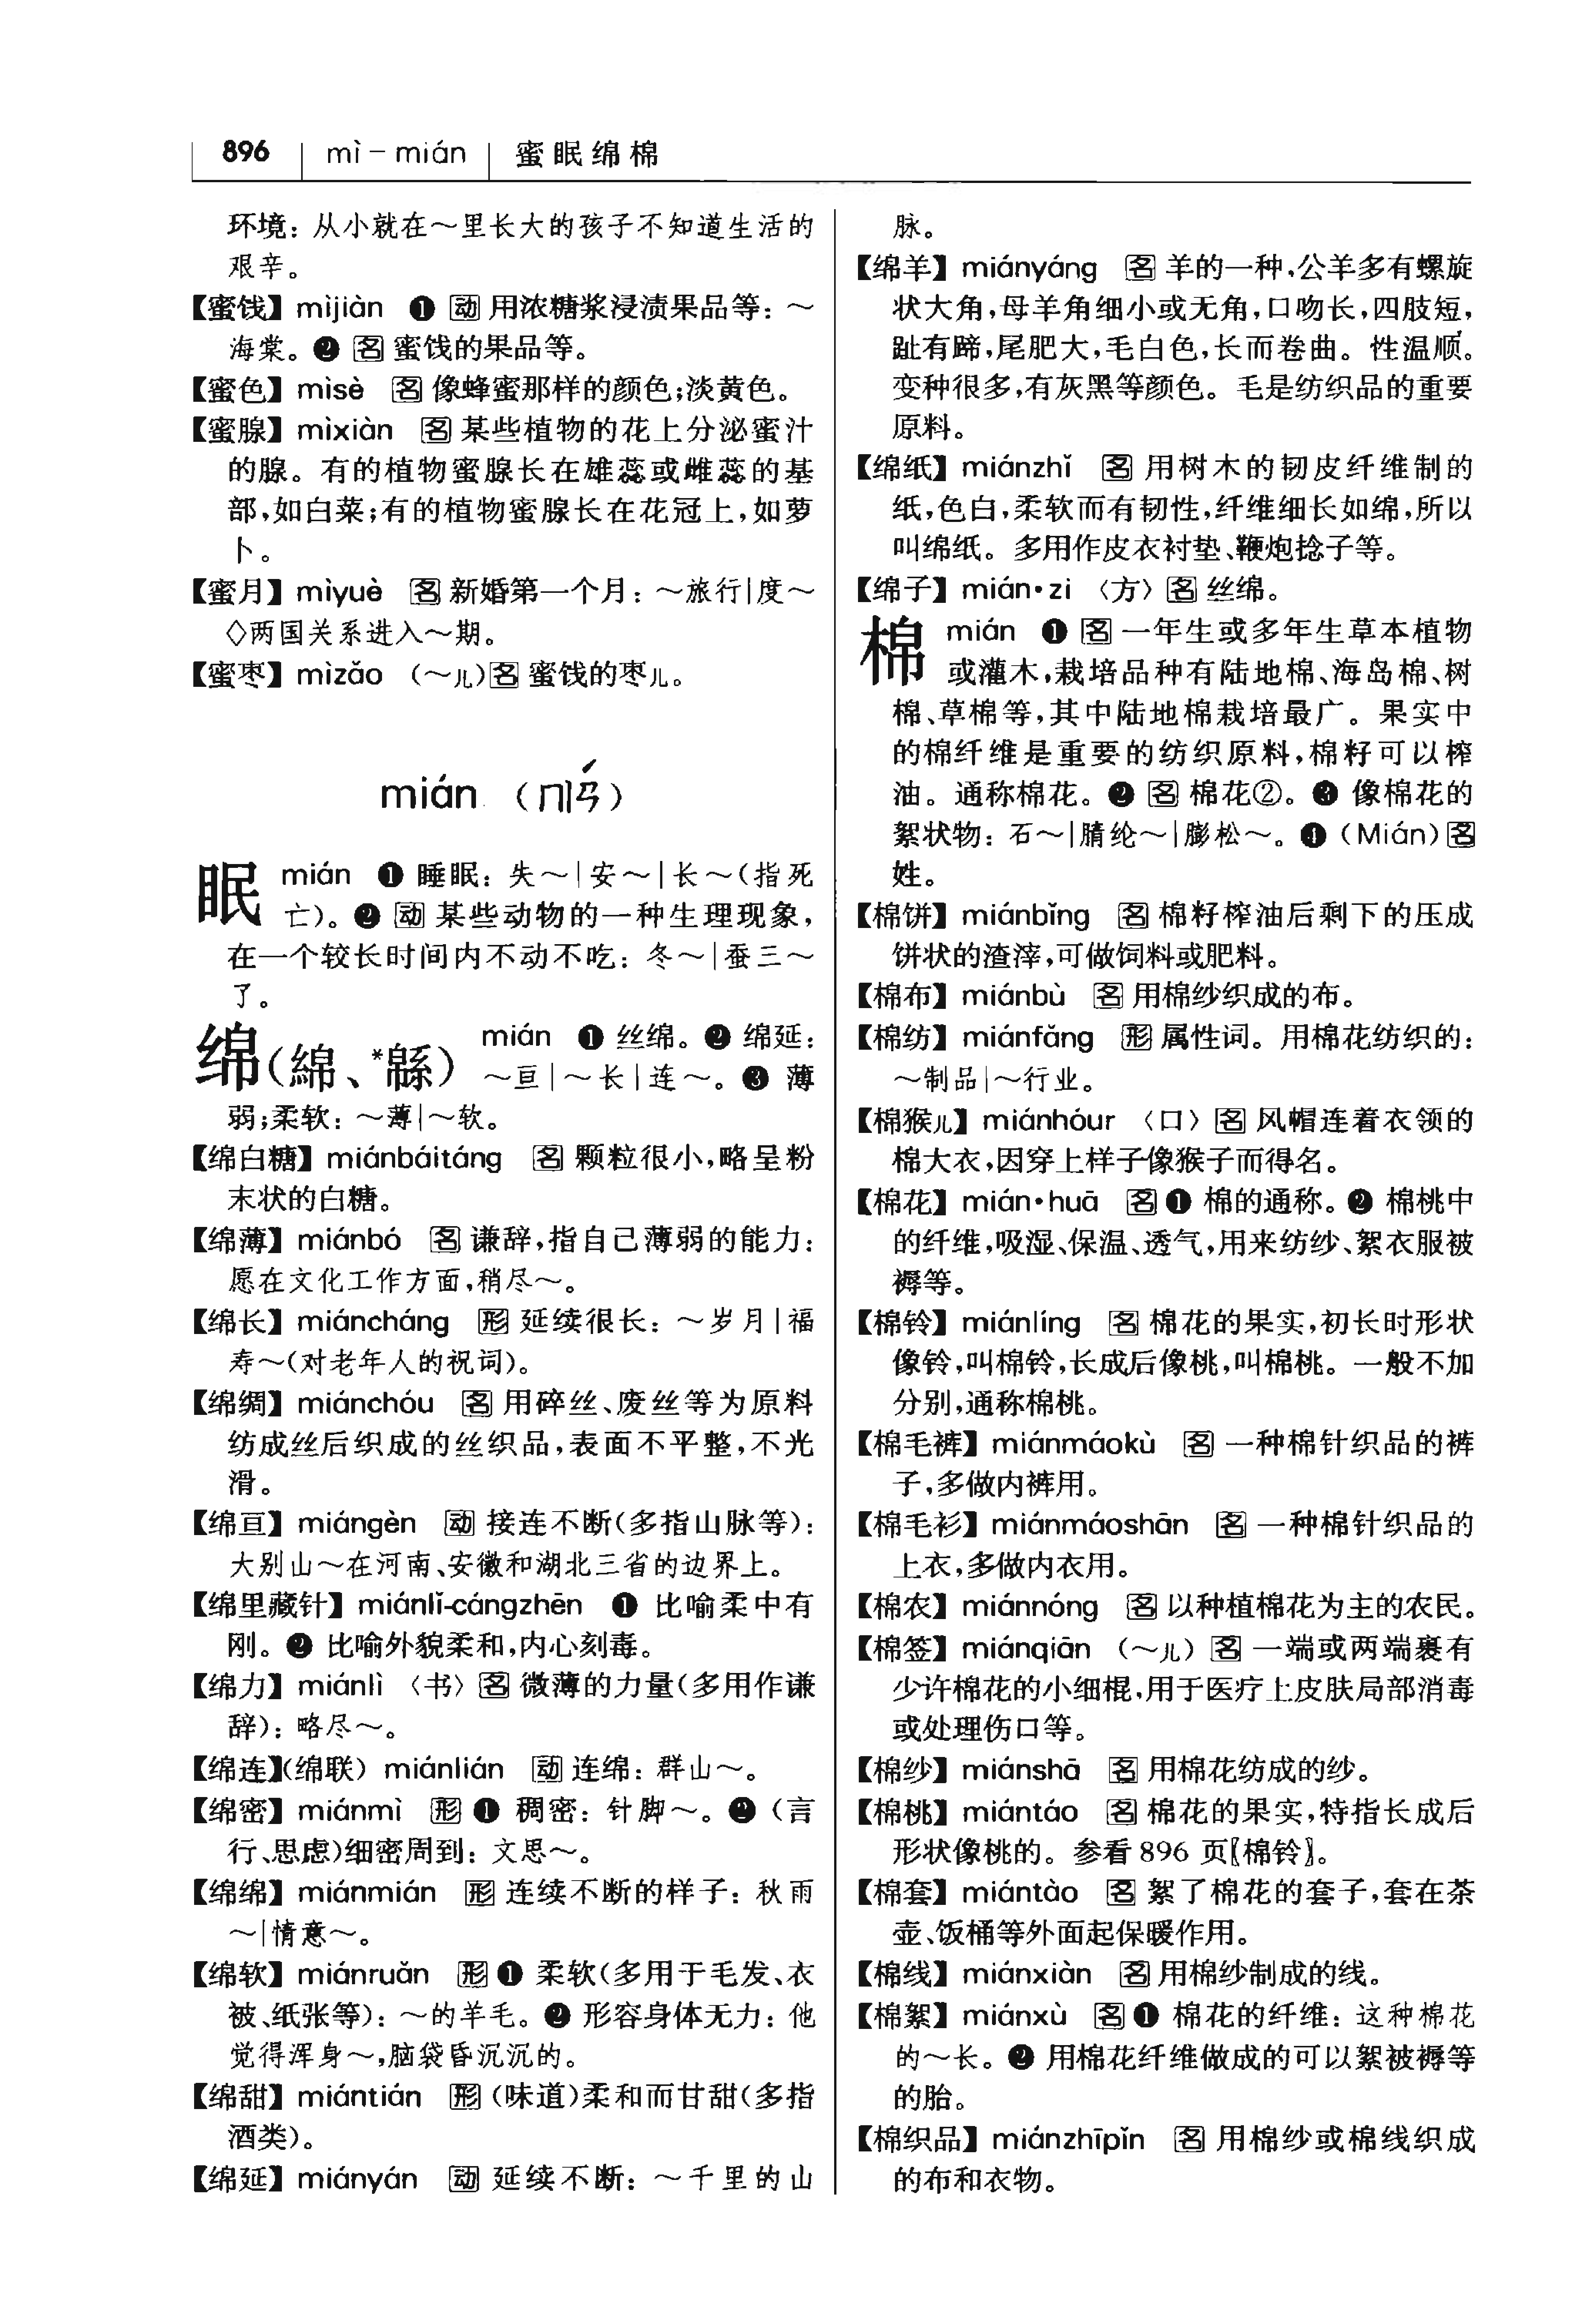 896 mì－mián 蜜眠绵棉
环境：从小就在～里长大的孩子不知道生活的
艰辛。
【蜜饯】mìjiàn ❶ 动 用浓糖浆浸渍果品等：～
海棠。❷ 名 蜜饯的果品等。
【蜜色】mìsè 名 像蜂蜜那样的颜色;淡黄色。
【蜜腺】mìxiàn 名 某些植物的花上分泌蜜汁
的腺。有的植物蜜腺长在雄蕊或雌蕊的基
部,如白菜;有的植物蜜腺长在花冠上,如萝
卜。
【蜜月】mìyuè 名 新婚第一个月：～旅行|度～
◇两国关系进入～期。
【蜜枣】mìzǎo （～儿）名 蜜饯的枣儿。
mián （ㄇㄧㄢˊ）
眠 mián ❶ 睡眠：失～|安～|长～(指死
亡)。❷ 动 某些动物的一种生理现象,
在一个较长时间内不动不吃：冬～|蚕三～
了。
绵(綿、*緜) mián ❶ 丝绵。❷ 绵延：
～亘|～长|连～。❸ 薄
弱;柔软：～薄|～软。
【绵白糖】miánbáitáng 名 颗粒很小,略呈粉
末状的白糖。
【绵薄】miánbó 名 谦辞,指自己薄弱的能力：
愿在文化工作方面,稍尽～。
【绵长】miáncháng 形 延续很长：～岁月|福
寿～(对老年人的祝词)。
【绵绸】miánchóu 名 用碎丝、废丝等为原料
纺成丝后织成的丝织品,表面不平整,不光
滑。
【绵亘】miángèn 动 接连不断(多指山脉等)：
大别山～在河南、安徽和湖北三省的边界上。
【绵里藏针】miánlǐ-cángzhēn ❶ 比喻柔中有
刚。❷ 比喻外貌柔和,内心刻毒。
【绵力】miánlì 〈书〉名 微薄的力量(多用作谦
辞)：略尽～。
【绵连】(绵联) miánlián 动 连绵：群山～。
【绵密】miánmì 形 ❶ 稠密：针脚～。❷（言
行、思虑)细密周到：文思～。
【绵绵】miánmián 形 连续不断的样子：秋雨
～|情意～。
【绵软】miánruǎn 形 ❶ 柔软(多用于毛发、衣
被、纸张等)：～的羊毛。❷ 形容身体无力：他
觉得浑身～,脑袋昏沉沉的。
【绵甜】miántián 形 (味道)柔和而甘甜(多指
酒类)。
【绵延】miányán 动 延续不断：～千里的山
脉。
【绵羊】miányáng 名 羊的一种,公羊多有螺旋
状大角,母羊角细小或无角,口吻长,四肢短,
趾有蹄,尾肥大,毛白色,长而卷曲。性温顺。
变种很多,有灰黑等颜色。毛是纺织品的重要
原料。
【绵纸】miánzhǐ 名 用树木的韧皮纤维制的
纸,色白,柔软而有韧性,纤维细长如绵,所以
叫绵纸。多用作皮衣衬垫、鞭炮捻子等。
【绵子】mián•zi 〈方〉名 丝绵。
棉 mián ❶ 名 一年生或多年生草本植物
或灌木,栽培品种有陆地棉、海岛棉、树
棉、草棉等,其中陆地棉栽培最广。果实中
的棉纤维是重要的纺织原料,棉籽可以榨
油。通称棉花。❷ 名 棉花②。❸ 像棉花的
絮状物：石～|腈纶～|膨松～。❹（Mián）名
姓。
【棉饼】miánbǐng 名 棉籽榨油后剩下的压成
饼状的渣滓,可做饲料或肥料。
【棉布】miánbù 名 用棉纱织成的布。
【棉纺】miánfǎng 形 属性词。用棉花纺织的：
～制品|～行业。
【棉猴儿】miánhóur 〈口〉名 风帽连着衣领的
棉大衣,因穿上样子像猴子而得名。
【棉花】mián•huā 名 ❶ 棉的通称。❷ 棉桃中
的纤维,吸湿、保温、透气,用来纺纱、絮衣服被
褥等。
【棉铃】miánlíng 名 棉花的果实,初长时形状
像铃,叫棉铃,长成后像桃,叫棉桃。一般不加
分别,通称棉桃。
【棉毛裤】miánmáokù 名 一种棉针织品的裤
子,多做内裤用。
【棉毛衫】miánmáoshān 名 一种棉针织品的
上衣,多做内衣用。
【棉农】miánnóng 名 以种植棉花为主的农民。
【棉签】miánqiān （～儿）名 一端或两端裹有
少许棉花的小细棍,用于医疗上皮肤局部消毒
或处理伤口等。
【棉纱】miánshā 名 用棉花纺成的纱。
【棉桃】miántáo 名 棉花的果实,特指长成后
形状像桃的。参看 896 页〖棉铃〗。
【棉套】miántào 名 絮了棉花的套子,套在茶
壶、饭桶等外面起保暖作用。
【棉线】miánxiàn 名 用棉纱制成的线。
【棉絮】miánxù 名 ❶ 棉花的纤维：这种棉花
的～长。❷ 用棉花纤维做成的可以絮被褥等
的胎。
【棉织品】miánzhīpǐn 名 用棉纱或棉线织成
的布和衣物。